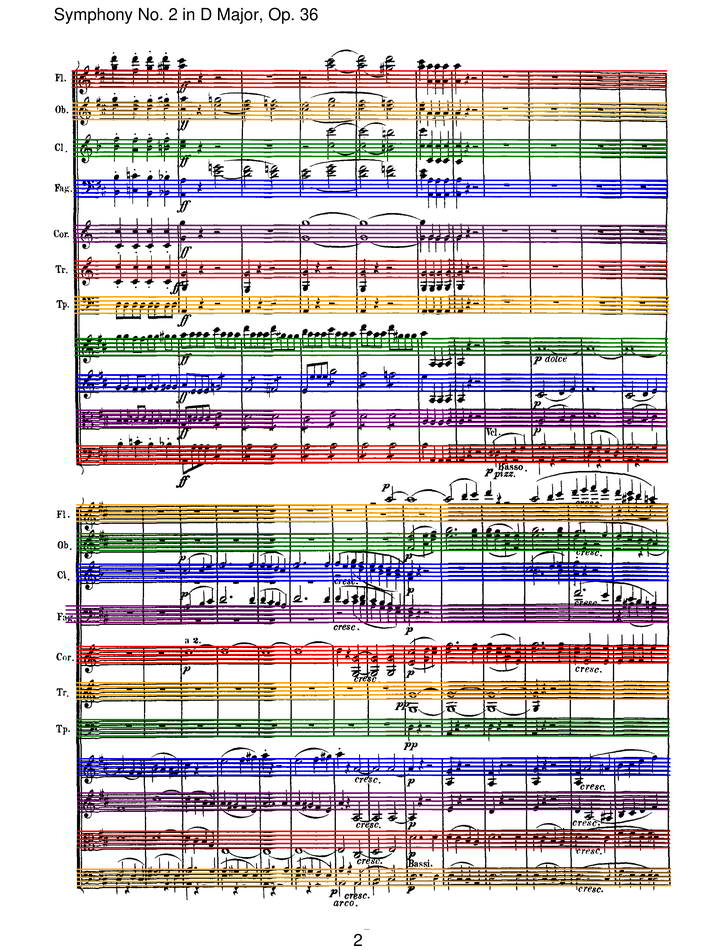 Symphony No. 2 in D Major, Op. 36
Fl.
ff
Ob.
ff
Cl.
ff
Fag.
ff
Cor.
ff
Tr.
ff
Tp.
ff
ff
p dolce
ff
p
ff
Vcl.
p
ff
Basso.
p pizz.
p
Fl.
cresc.
Ob.
p
cresc.
Cl.
p
cresc.
p
Fag.
p
cresc.
p
cresc.
Cor.
a 2.
p
cresc.
p
cresc.
Tr.
pp
Tp.
pp
cresc.
p
cresc.
cresc.
p
cresc.
cresc.
p
cresc.
Bassi.
p cresc.
p
cresc.
arco.
2